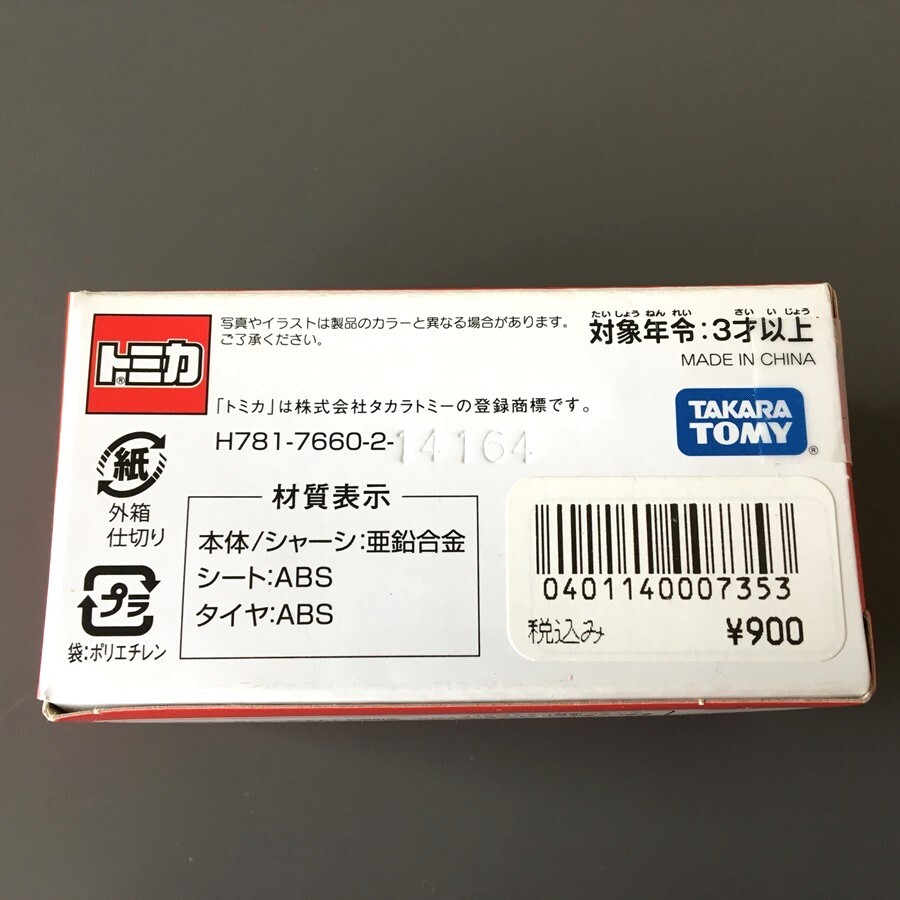 トミカ®
写真やイラストは製品のカラーと異なる場合があります。
ご了承ください。
たいしょう ねん れい さい い じょう
対象年令:3才以上
MADE IN CHINA
「トミカ」は株式会社タカラトミーの登録商標です。
TAKARA
TOMY®
H781-7660-2-14164
紙
外箱
仕切り
プラ
袋:ポリエチレン
材質表示
本体/シャーシ:亜鉛合金
シート:ABS
タイヤ:ABS
0401140007353
税込み ¥900